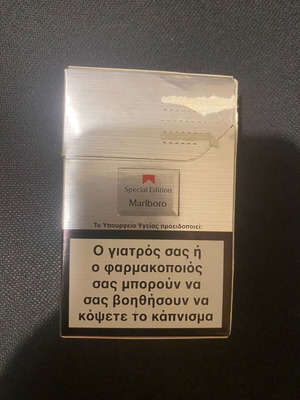 Special Edition
Marlboro
Το Υπουργείο Υγείας προειδοποιεί:
Ο γιατρός σας ή
ο φαρμακοποιός
σας μπορούν να
σας βοηθήσουν να
κόψετε το κάπνισμα